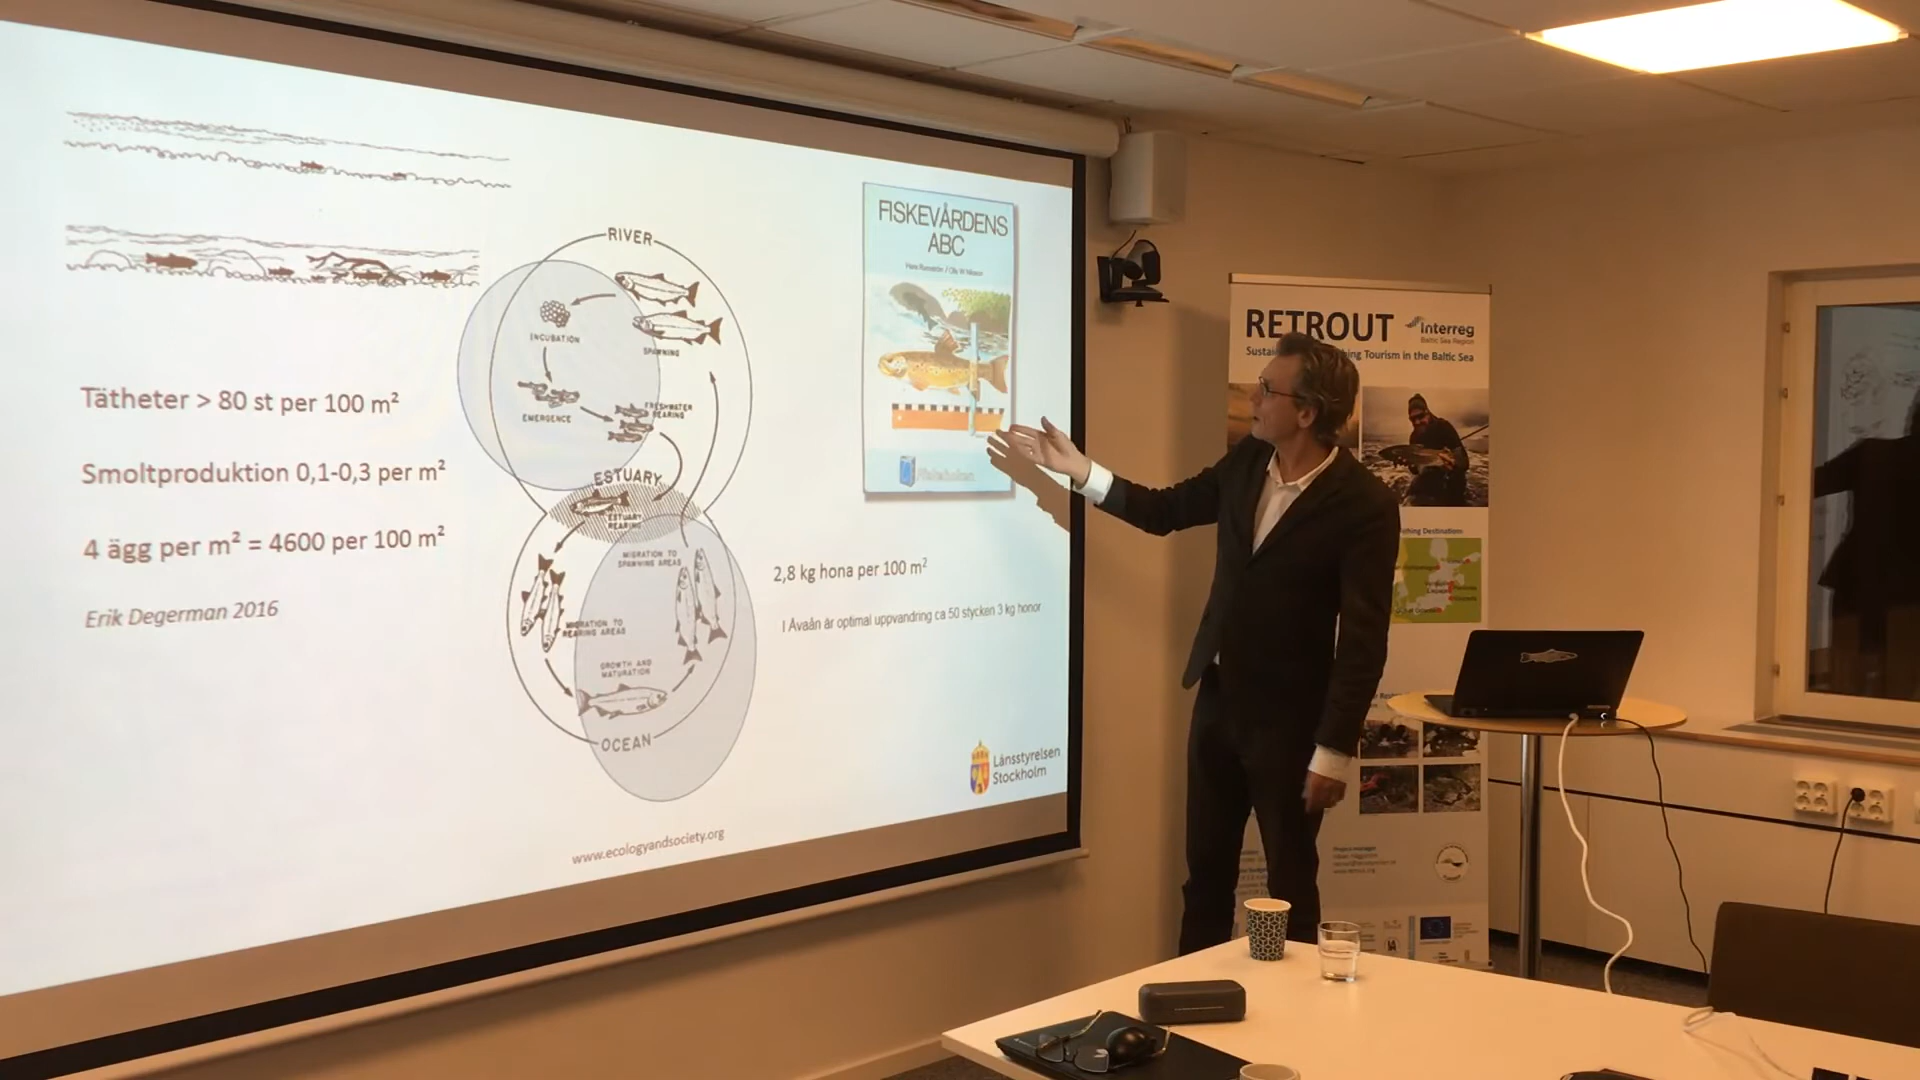 Tätheter > 80 st per 100 m²
Smoltproduktion 0,1-0,3 per m²
4 ägg per m² = 4600 per 100 m²
Erik Degerman 2016
RIVER
INCUBATION
SPAWNING
EMERGENCE
FRESHWATER
REARING
ESTUARY
ESTUARY
REARING
MIGRATION TO
SPAWNING AREAS
MIGRATION TO
REARING AREAS
GROWTH AND
MATURATION
OCEAN
www.ecologyandsociety.org
FISKEVÅRDENS
ABC
2,8 kg hona per 100 m²
I Åvaån är optimal uppvandring ca 50 stycken 3 kg honor
Länsstyrelsen
Stockholm
RETROUT
Interreg
Baltic Sea Region
Tourism in the Baltic Sea
Destinations
Project manager